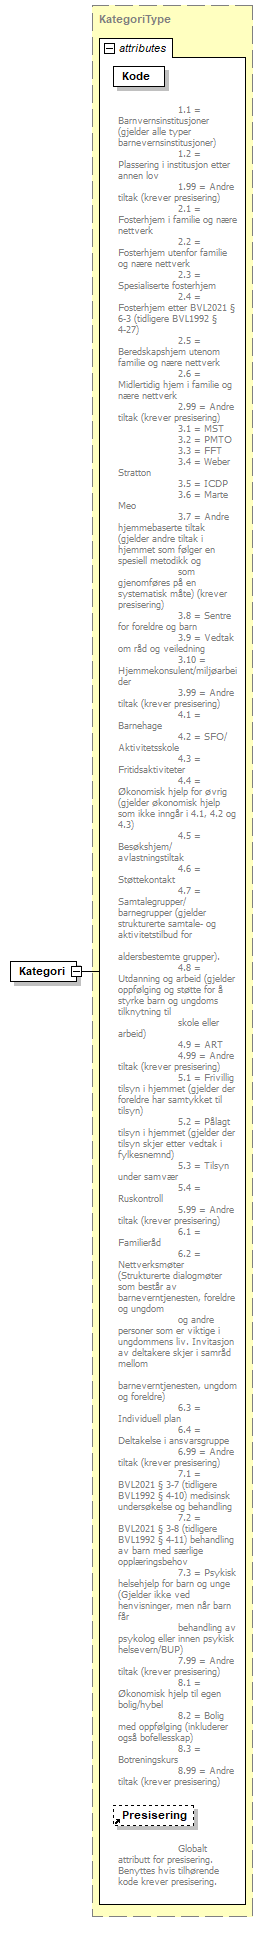 KategoriType
attributes
Kode
1.1 =
Barnvernsinstitusjoner
(gjelder alle typer
barnevernsinstitusjoner)
1.2 =
Plassering i institusjon etter
annen lov
1.99 = Andre
tiltak (krever presisering)
2.1 =
Fosterhjem i familie og nære
nettverk
2.2 =
Fosterhjem utenfor familie
og nære nettverk
2.3 =
Spesialiserte fosterhjem
2.4 =
Fosterhjem etter BVL2021 §
6-3 (tidligere BVL1992 §
4-27)
2.5 =
Beredskapshjem utenom
familie og nære nettverk
2.6 =
Midlertidig hjem i familie og
nære nettverk
2.99 = Andre
tiltak (krever presisering)
3.1 = MST
3.2 = PMTO
3.3 = FFT
3.4 = Weber
Stratton
3.5 = ICDP
3.6 = Marte
Meo
3.7 = Andre
hjemmebaserte tiltak
(gjelder andre tiltak i
hjemmet som følger en
spesiell metodikk og
som
gjenomføres på en
systematisk måte) (krever
presisering)
3.8 = Sentre
for foreldre og barn
3.9 = Vedtak
om råd og veiledning
3.10 =
Hjemmekonsulent/miljøarbei
der
3.99 = Andre
tiltak (krever presisering)
4.1 =
Barnehage
4.2 = SFO/
Aktivitetsskole
4.3 =
Fritidsaktiviteter
4.4 =
Økonomisk hjelp for øvrig
(gjelder økonomisk hjelp
som ikke inngår i 4.1, 4.2 og
4.3)
4.5 =
Besøkshjem/
avlastningstiltak
4.6 =
Støttekontakt
4.7 =
Samtalegrupper/
barnegrupper (gjelder
strukturerte samtale- og
aktivitetstilbud for
aldersbestemte grupper).
Kategori
4.8 =
Utdanning og arbeid (gjelder
oppfølging og støtte for å
styrke barn og ungdoms
tilknytning til
skole eller
arbeid)
4.9 = ART
4.99 = Andre
tiltak (krever presisering)
5.1 = Frivillig
tilsyn i hjemmet (gjelder der
foreldre har samtykket til
tilsyn)
5.2 = Pålagt
tilsyn i hjemmet (gjelder der
tilsyn skjer etter vedtak i
fylkesnemnd)
5.3 = Tilsyn
under samvær
5.4 =
Ruskontroll
5.99 = Andre
tiltak (krever presisering)
6.1 =
Familieråd
6.2 =
Nettverksmøter
(Strukturerte dialogmøter
som består av
barneverntjenesten, foreldre
og ungdom
og andre
personer som er viktige i
ungdommens liv. Invitasjon
av deltakere skjer i samråd
mellom
barneverntjenesten, ungdom
og foreldre)
6.3 =
Individuell plan
6.4 =
Deltakelse i ansvarsgruppe
6.99 = Andre
tiltak (krever presisering)
7.1 =
BVL2021 § 3-7 (tidligere
BVL1992 § 4-10) medisinsk
undersøkelse og behandling
7.2 =
BVL2021 § 3-8 (tidligere
BVL1992 § 4-11) behandling
av barn med særlige
opplæringsbehov
7.3 = Psykisk
helsehjelp for barn og unge
(Gjelder ikke ved
henvisninger, men når barn
får
behandling av
psykolog eller innen psykisk
helsevern/BUP)
7.99 = Andre
tiltak (krever presisering)
8.1 =
Økonomisk hjelp til egen
bolig/hybel
8.2 = Bolig
med oppfølging (inkluderer
også bofellesskap)
8.3 =
Botreningskurs
8.99 = Andre
tiltak (krever presisering)
Presisering
Globalt
attributt for presisering.
Benyttes hvis tilhørende
kode krever presisering.